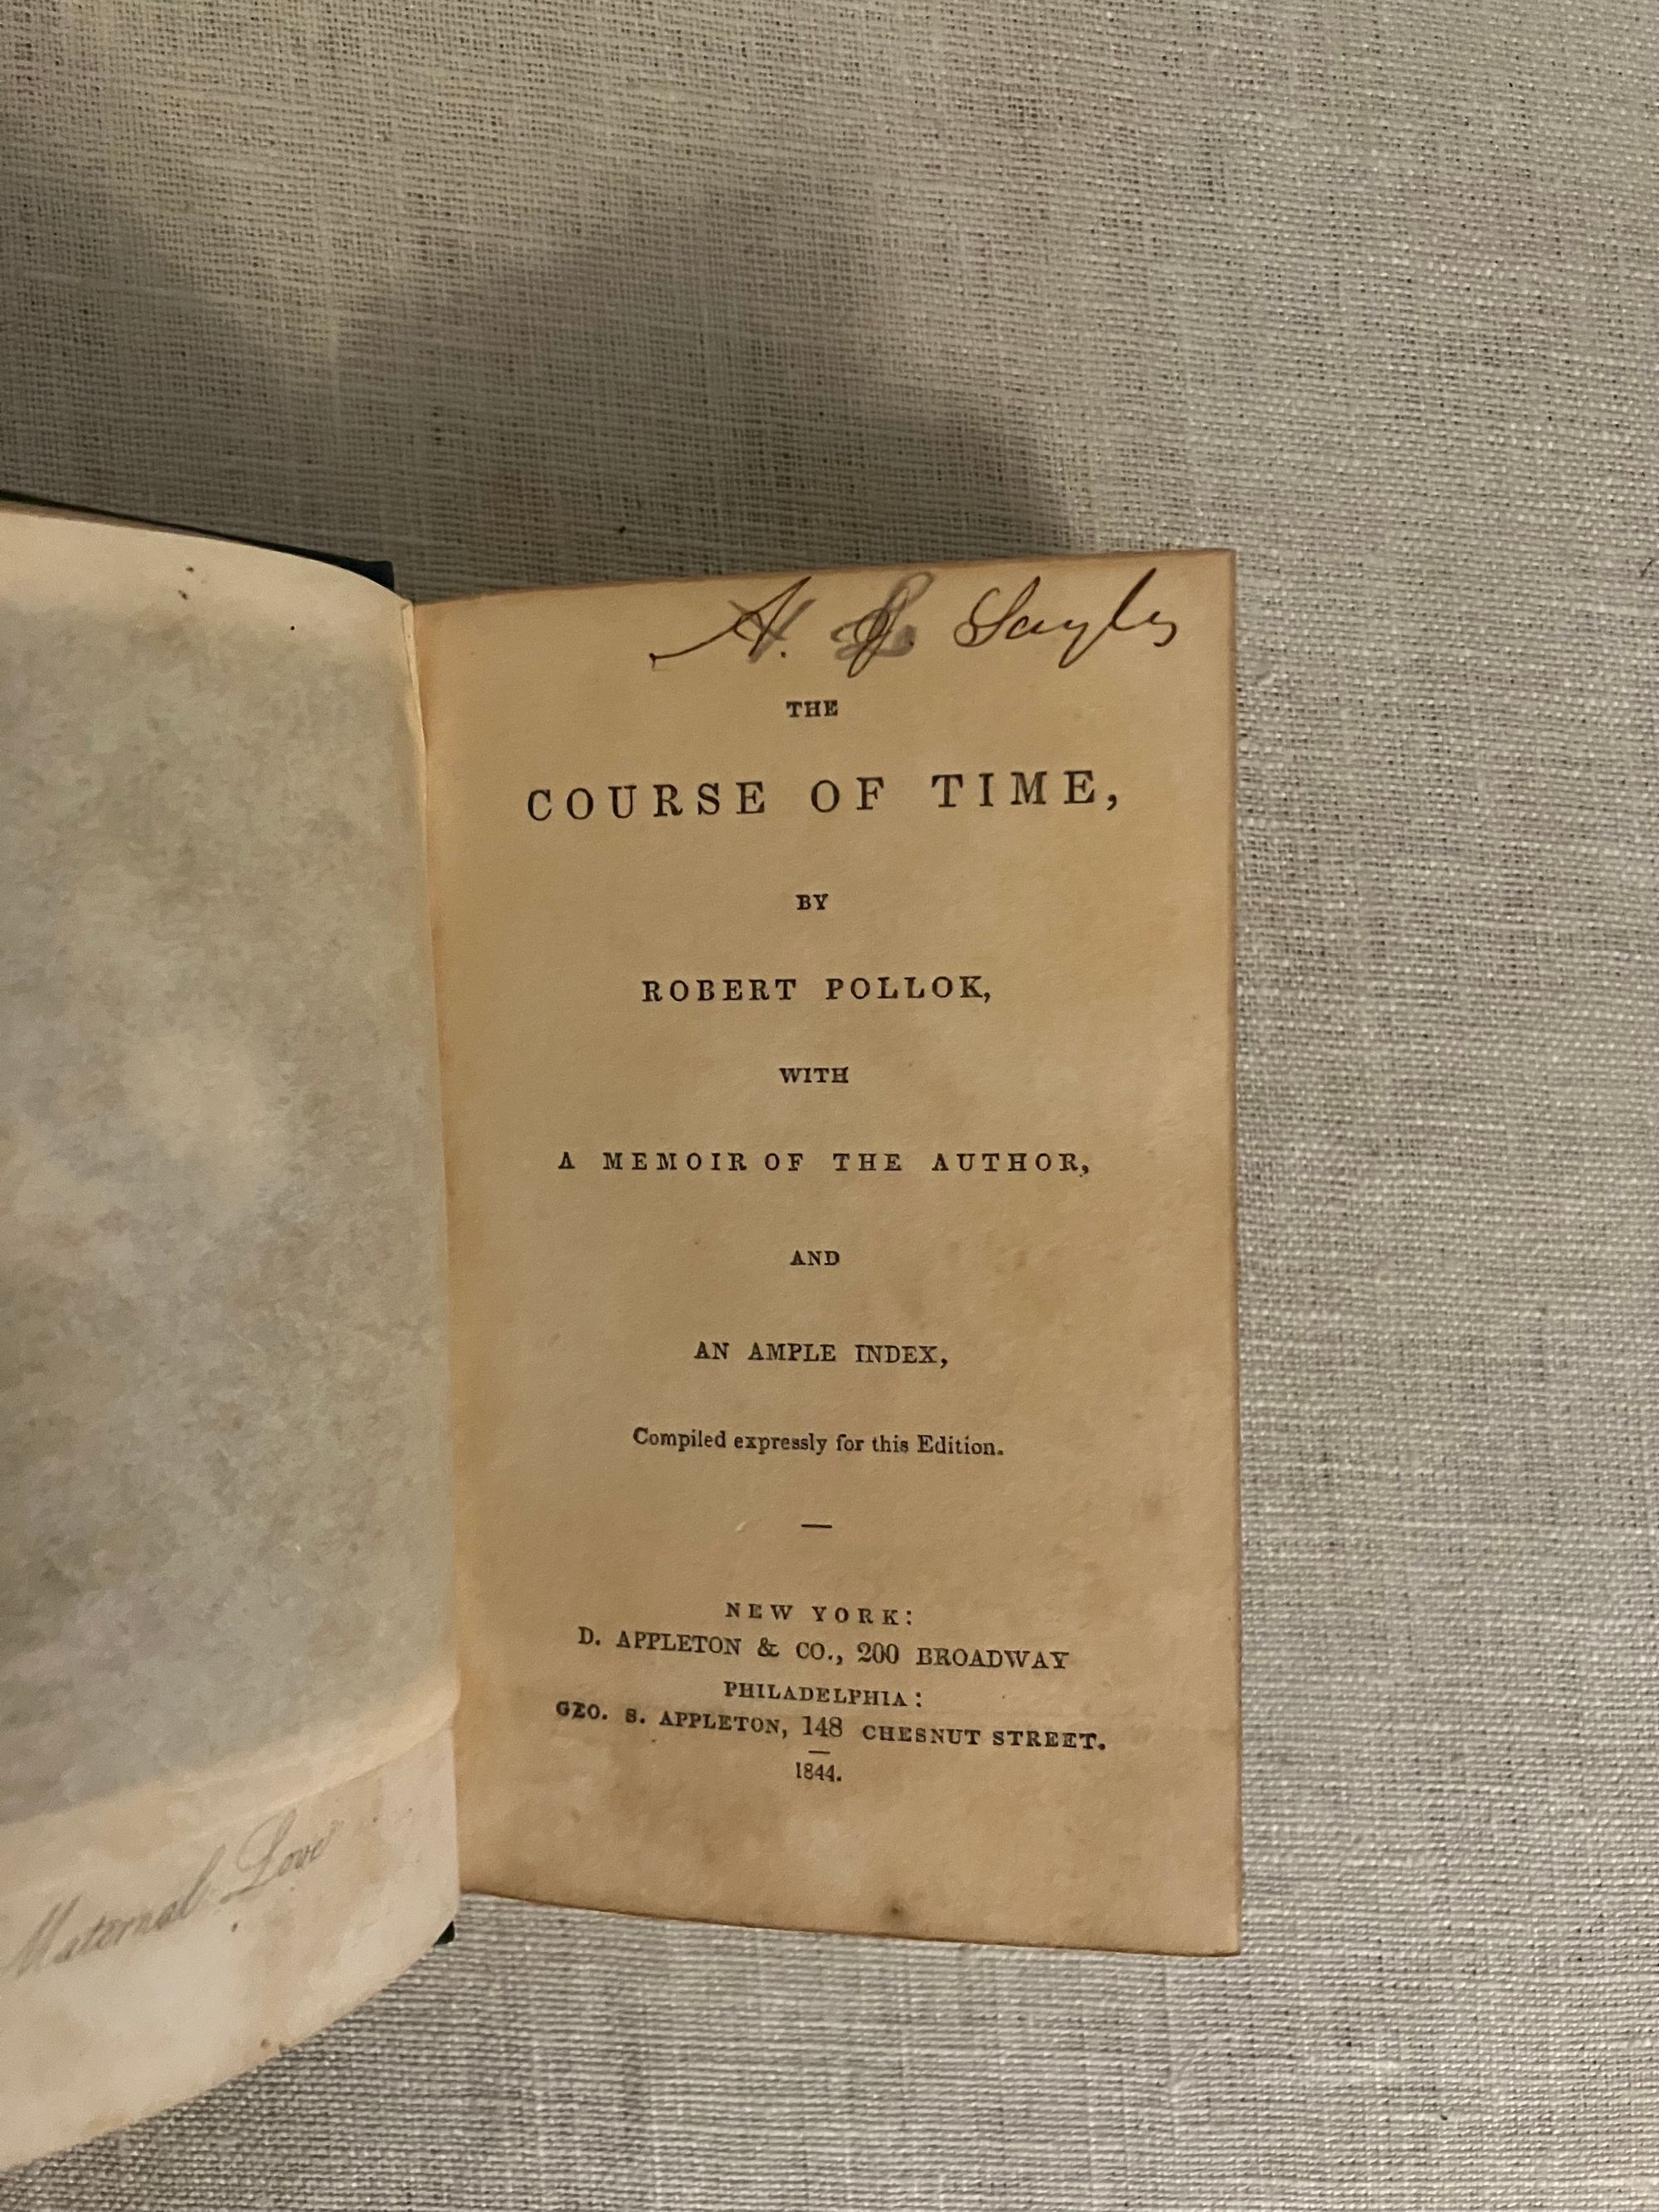 A. J. Sayles
THE
COURSE OF TIME,
BY
ROBERT POLLOK,
WITH
A MEMOIR OF THE AUTHOR,
AND
AN AMPLE INDEX,
Compiled expressly for this Edition.
NEW YORK:
D. APPLETON & CO., 200 BROADWAY
PHILADELPHIA:
GEO. S. APPLETON, 148 CHESNUT STREET.
1844.
Maternal Love